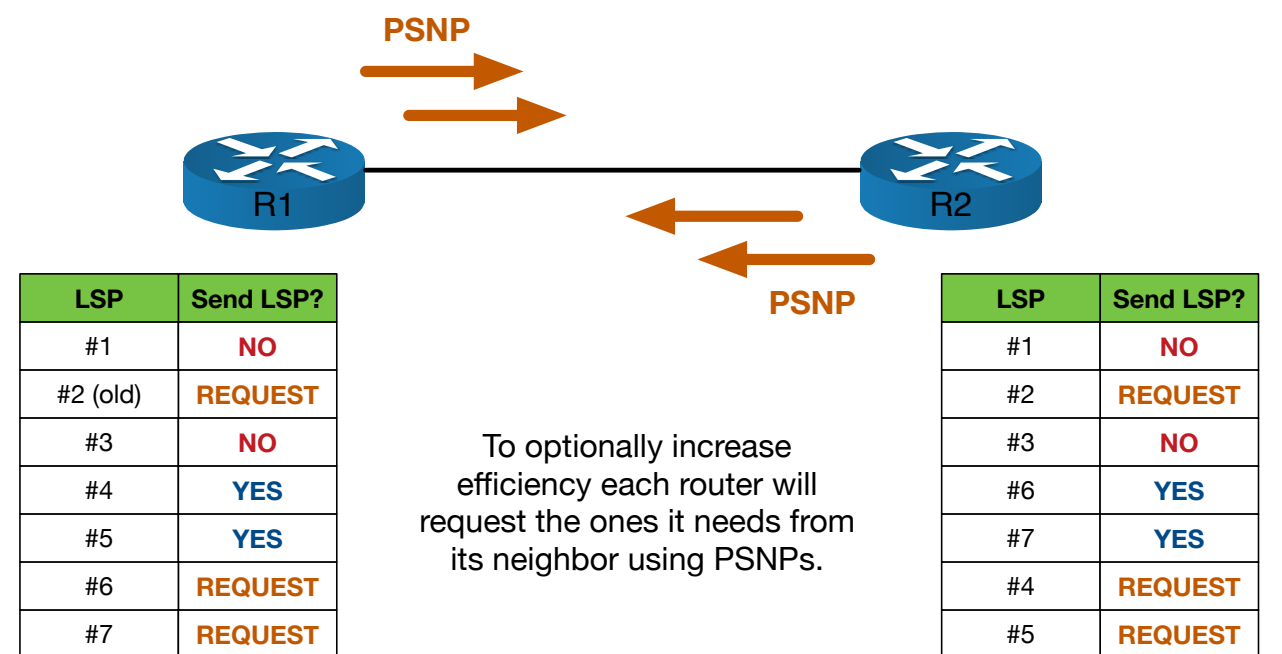 PSNP
R1
R2
PSNP
LSP Send LSP?
#1 NO
#2 (old) REQUEST
#3 NO
#4 YES
#5 YES
#6 REQUEST
#7 REQUEST
To optionally increase
efficiency each router will
request the ones it needs from
its neighbor using PSNPs.
LSP Send LSP?
#1 NO
#2 REQUEST
#3 NO
#6 YES
#7 YES
#4 REQUEST
#5 REQUEST